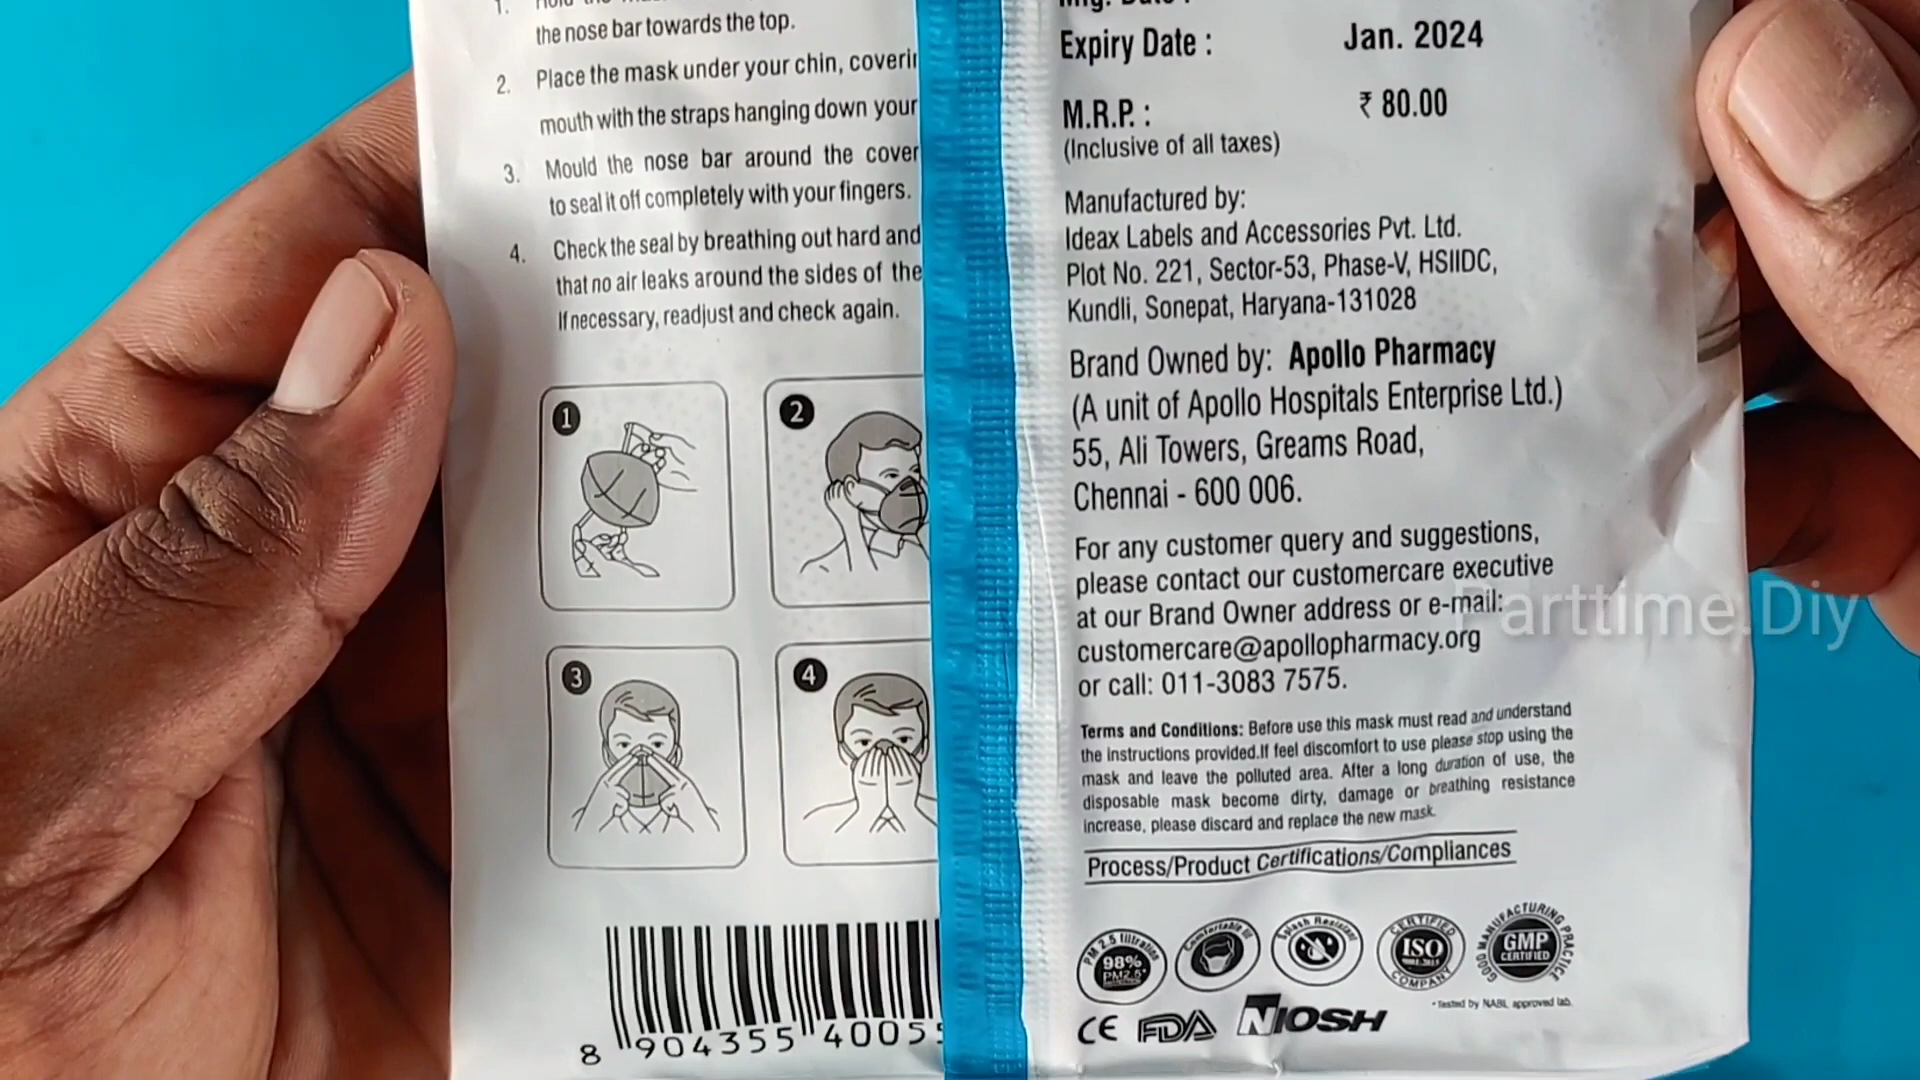 1. Hold the
the nose bar towards the top.
2. Place the mask under your chin,
mouth with the straps hanging down your
3. Mould the nose bar around the cover
to seal it off completely with your fingers.
4. Check the seal by breathing out hard and
that no air leaks around the sides of the
If necessary, readjust and check again.
1
2
3
4
8 904355 4005
Mfg. Date :
Expiry Date : Jan. 2024
M.R.P. : ₹ 80.00
(Inclusive of all taxes)
Manufactured by:
Ideax Labels and Accessories Pvt. Ltd.
Plot No. 221, Sector-53, Phase-V, HSIIDC,
Kundli, Sonepat, Haryana-131028
Brand Owned by: Apollo Pharmacy
(A unit of Apollo Hospitals Enterprise Ltd.)
55, Ali Towers, Greams Road,
Chennai - 600 006.
For any customer query and suggestions,
please contact our customercare executive
at our Brand Owner address or e-mail:
customercare@apollopharmacy.org
or call: 011-3083 7575.
Terms and Conditions: Before use this mask must read and understand
the instructions provided.If feel discomfort to use please stop using the
mask and leave the polluted area. After a long duration of use, the
disposable mask become dirty, damage or breathing resistance
increase, please discard and replace the new mask.
Process/Product Certifications/Compliances
PM 2.5 filtration
98%
PM2.5*
Comfortable fit
Splash Resistant
CERTIFIED
ISO
COMPANY
GOOD MANUFACTURING PRACTICE
GMP
CERTIFIED
*Tested by NABL approved lab.
CE FDA NIOSH
Parttime.Diy